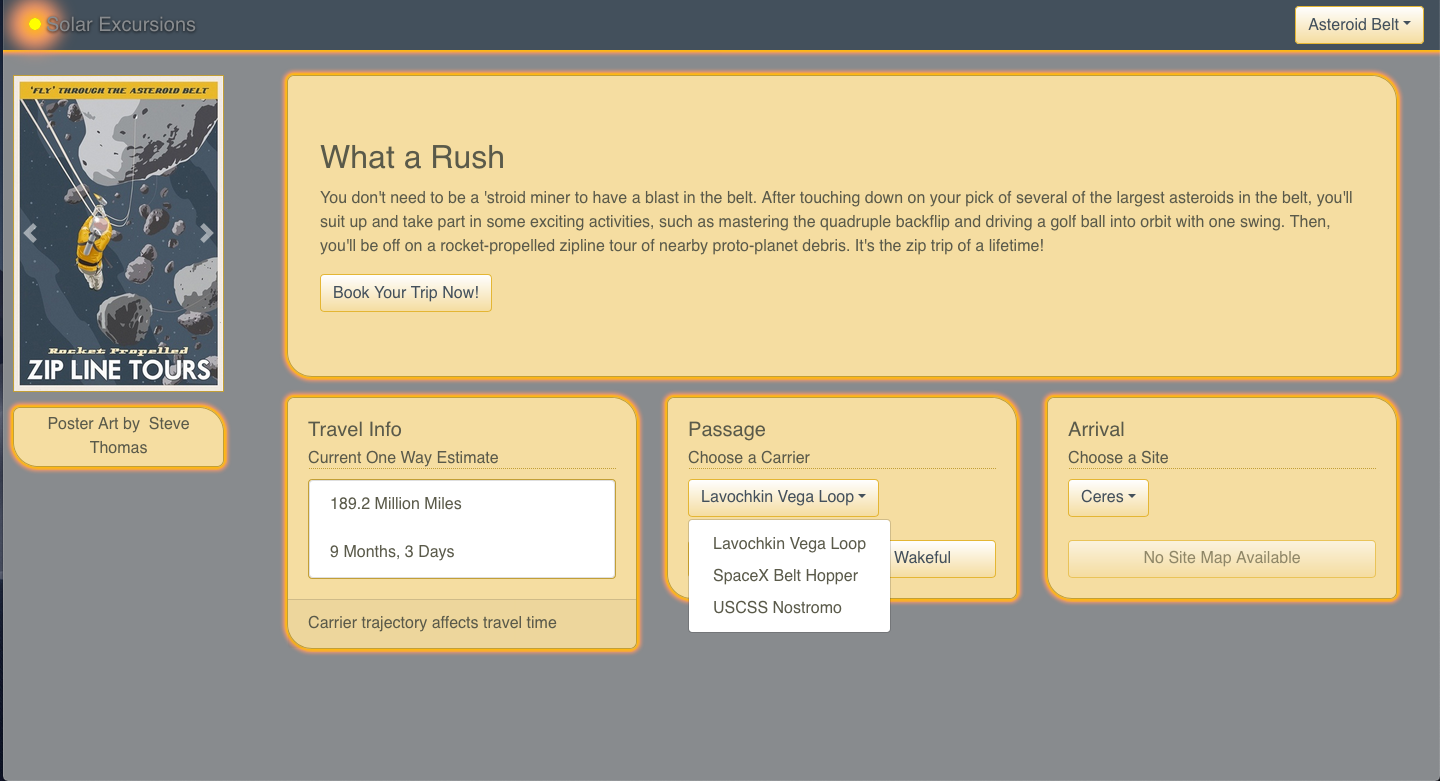 Solar Excursions
Asteroid Belt
'FLY' THROUGH THE ASTEROID BELT
Rocket Propelled
ZIP LINE TOURS
Poster Art by  Steve
Thomas
What a Rush
You don't need to be a 'stroid miner to have a blast in the belt. After touching down on your pick of several of the largest asteroids in the belt, you'll
suit up and take part in some exciting activities, such as mastering the quadruple backflip and driving a golf ball into orbit with one swing. Then,
you'll be off on a rocket-propelled zipline tour of nearby proto-planet debris. It's the zip trip of a lifetime!
Book Your Trip Now!
Travel Info
Current One Way Estimate
189.2 Million Miles
9 Months, 3 Days
Carrier trajectory affects travel time
Passage
Choose a Carrier
Lavochkin Vega Loop
Wakeful
Lavochkin Vega Loop
SpaceX Belt Hopper
USCSS Nostromo
Arrival
Choose a Site
Ceres
No Site Map Available